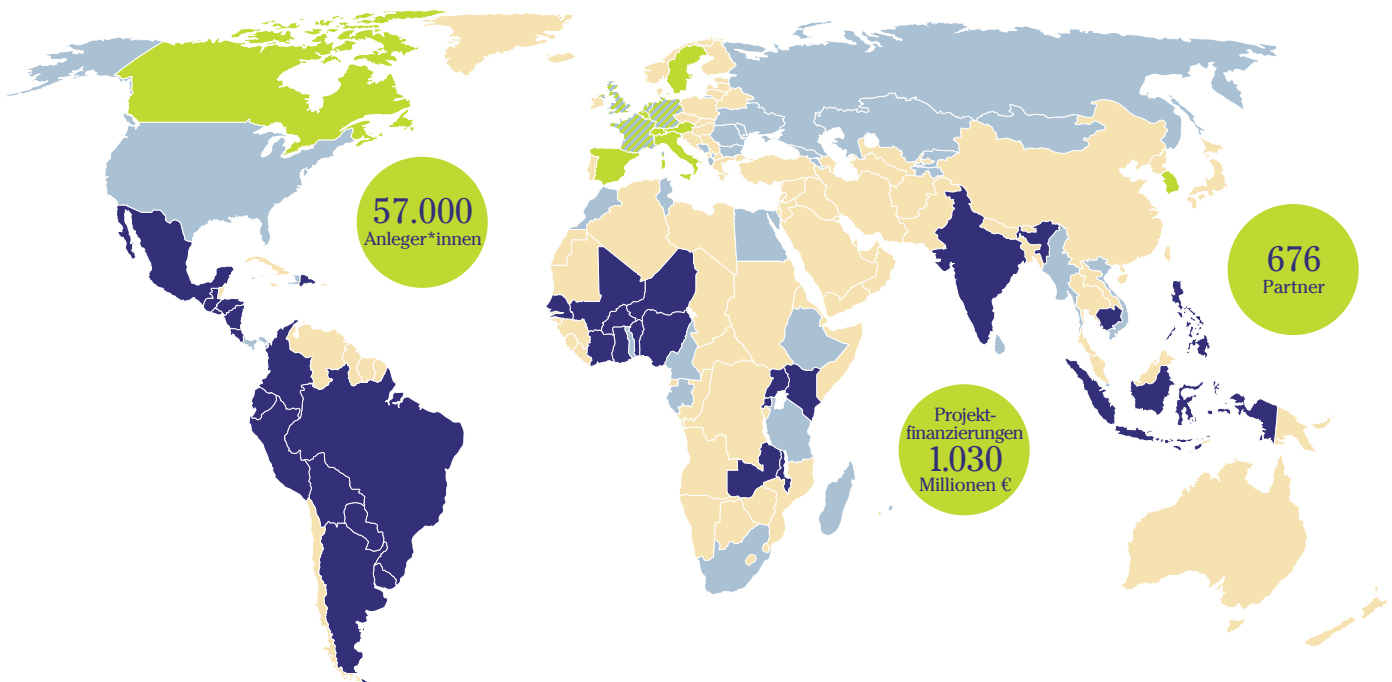 57.000
Anleger*innen
676
Partner
Projekt-
finanzierungen
1.030
Millionen €